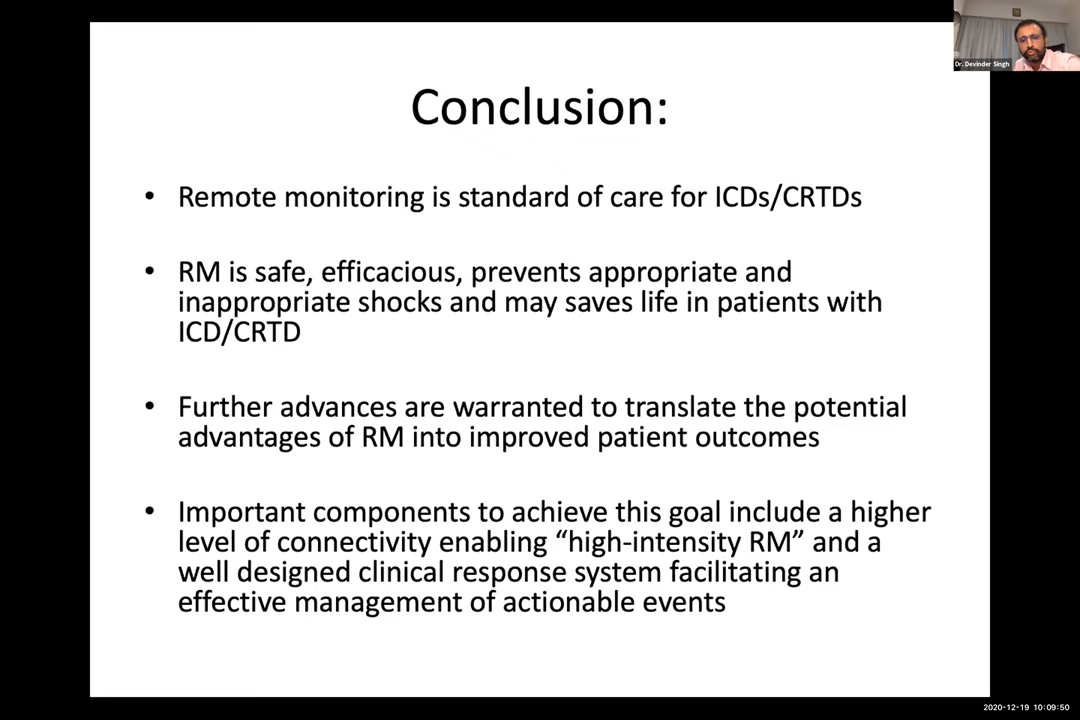 Dr. Devinder Singh
Conclusion:
• Remote monitoring is standard of care for ICDs/CRTDs
• RM is safe, efficacious, prevents appropriate and
inappropriate shocks and may saves life in patients with
ICD/CRTD
• Further advances are warranted to translate the potential
advantages of RM into improved patient outcomes
• Important components to achieve this goal include a higher
level of connectivity enabling “high-intensity RM” and a
well designed clinical response system facilitating an
effective management of actionable events
2020-12-19 10:09:50